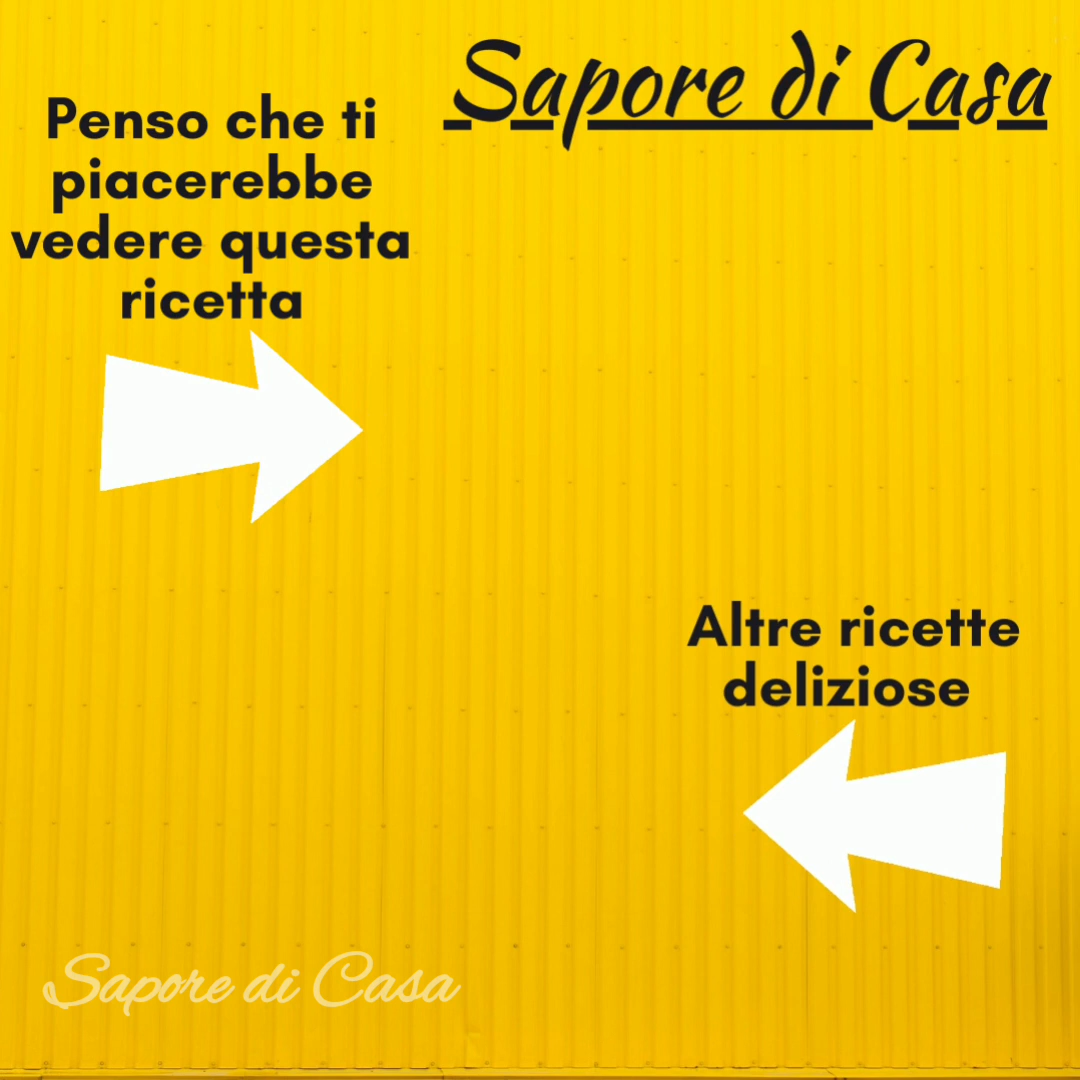 Sapore di Casa
Penso che ti
piacerebbe
vedere questa
ricetta
Altre ricette
deliziose
Sapore di Casa